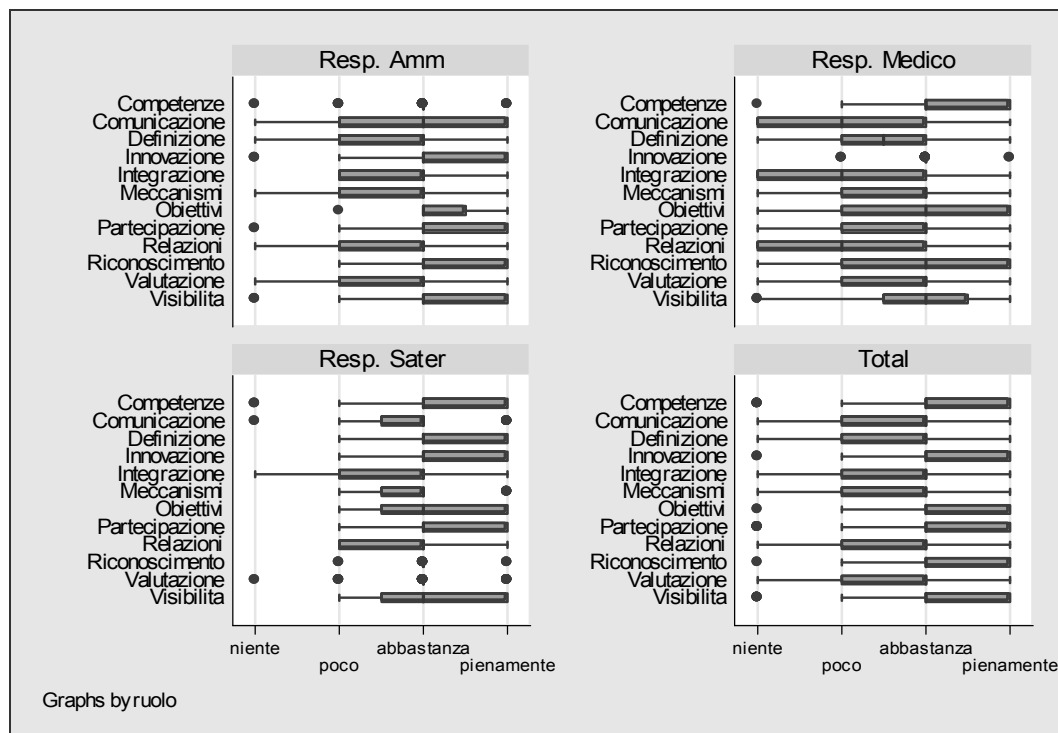 Resp. Amm
Competenze
Comunicazione
Definizione
Innovazione
Integrazione
Meccanismi
Obiettivi
Partecipazione
Relazioni
Riconoscimento
Valutazione
Visibilita
Resp. Medico
Competenze
Comunicazione
Definizione
Innovazione
Integrazione
Meccanismi
Obiettivi
Partecipazione
Relazioni
Riconoscimento
Valutazione
Visibilita
Resp. Sater
Competenze
Comunicazione
Definizione
Innovazione
Integrazione
Meccanismi
Obiettivi
Partecipazione
Relazioni
Riconoscimento
Valutazione
Visibilita
niente
poco
abbastanza
pienamente
Total
Competenze
Comunicazione
Definizione
Innovazione
Integrazione
Meccanismi
Obiettivi
Partecipazione
Relazioni
Riconoscimento
Valutazione
Visibilita
niente
poco
abbastanza
pienamente
Graphs by ruolo